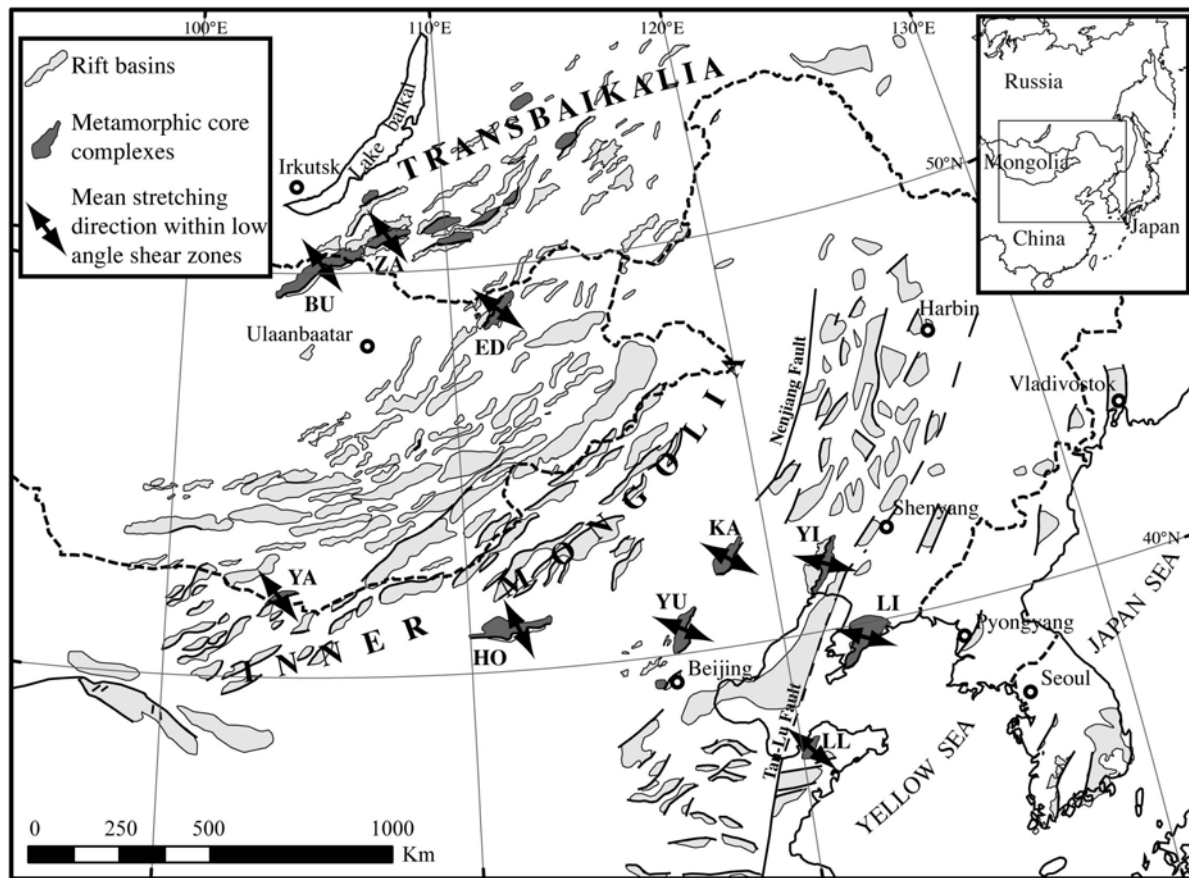 100°E
110°E
120°E
130°E
Rift basins
Metamorphic core
complexes
Mean stretching
direction within low
angle shear zones
Russia
Mongolia
China
Japan
TRANSBAIKALIA
Lake baikal
Irkutsk
50°N
ZA
BU
Ulaanbaatar
ED
Harbin
Nenjiang Fault
Vladivostok
INNER MONGOLIA
Shenyang
40°N
KA
YI
YA
YU
LI
HO
Beijing
Pyongyang
JAPAN SEA
Seoul
Tan-Lu Fault
LL
YELLOW SEA
0 250 500 1000
Km